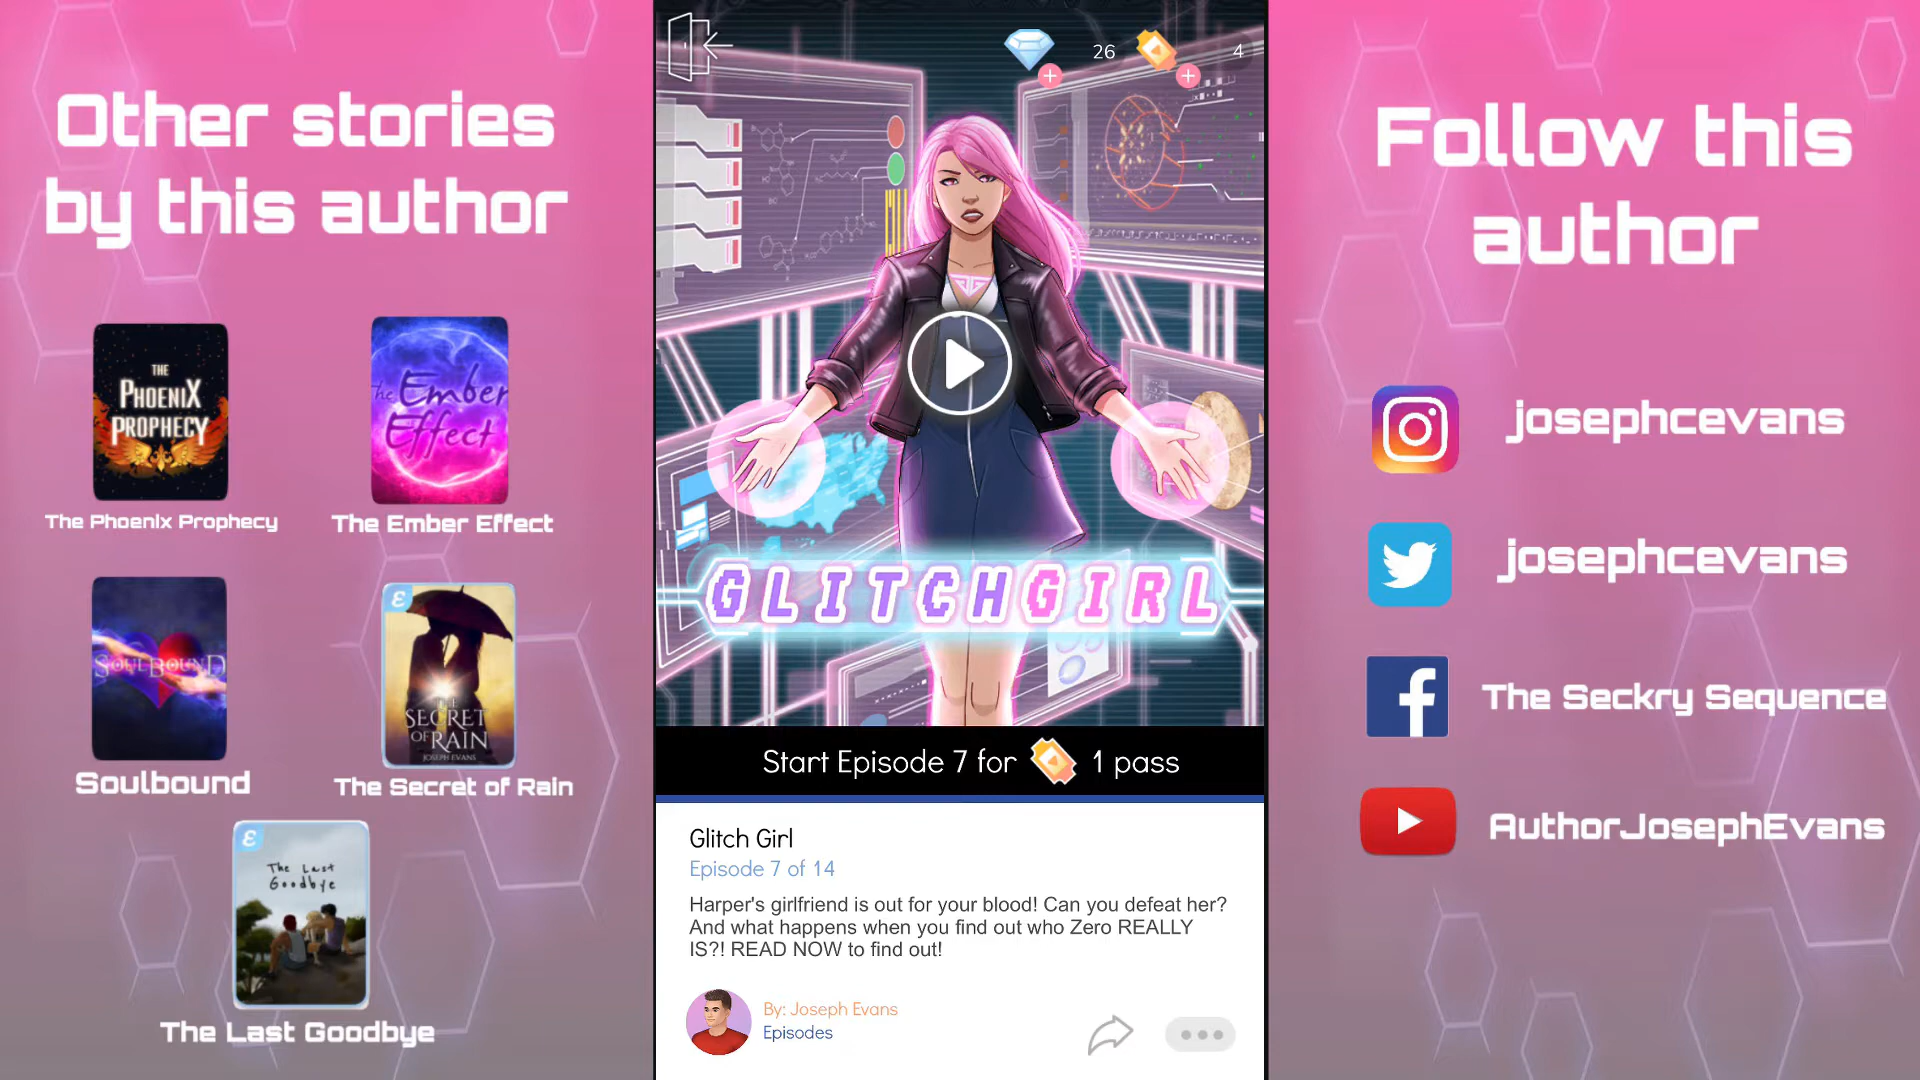 Other stories
by this author
THE
PHOENIX
PROPHECY
The Phoenix Prophecy
The Ember
Effect
The Ember Effect
SOULBOUND
Soulbound
THE
SECRET
OF RAIN
JOSEPH EVANS
The Secret of Rain
The Last
Goodbye
The Last Goodbye
26
4
GLITCHGIRL
Start Episode 7 for 1 pass
Glitch Girl
Episode 7 of 14
Harper's girlfriend is out for your blood! Can you defeat her?
And what happens when you find out who Zero REALLY
IS?! READ NOW to find out!
By: Joseph Evans
Episodes
Follow this
author
josephcevans
josephcevans
The Seckry Sequence
AuthorJosephEvans